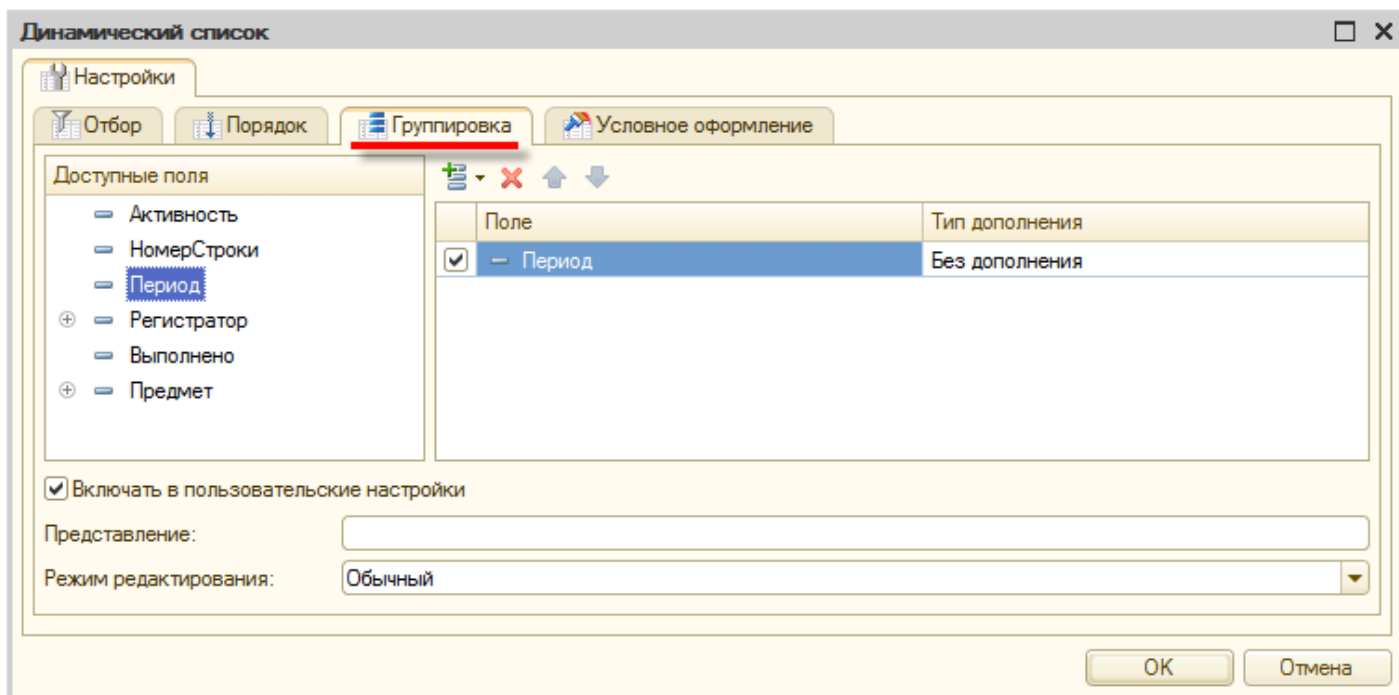 Динамический список
Настройки
Отбор Порядок Группировка Условное оформление
Доступные поля
Активность
НомерСтроки
Период
Регистратор
Выполнено
Предмет
Поле Тип дополнения
Период Без дополнения
Включать в пользовательские настройки
Представление:
Режим редактирования: Обычный
OK Отмена